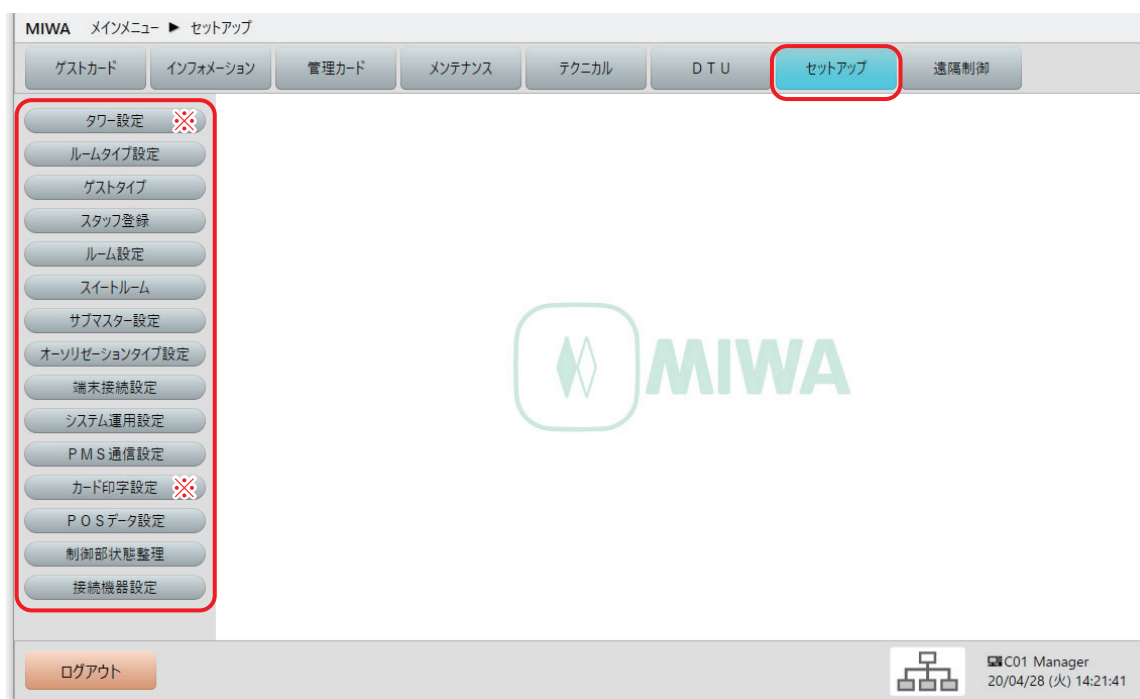 MIWA メインメニュー ▶ セットアップ
ゲストカード インフォメーション 管理カード メンテナンス テクニカル DTU セットアップ 遠隔制御
タワー設定 ※
ルームタイプ設定
ゲストタイプ
スタッフ登録
ルーム設定
スイートルーム
サブマスター設定
オーソリゼーションタイプ設定
端末接続設定
システム運用設定
PMS通信設定
カード印字設定 ※
POSデータ設定
制御部状態整理
接続機器設定
MIWA
ログアウト
C01 Manager
20/04/28 (火) 14:21:41